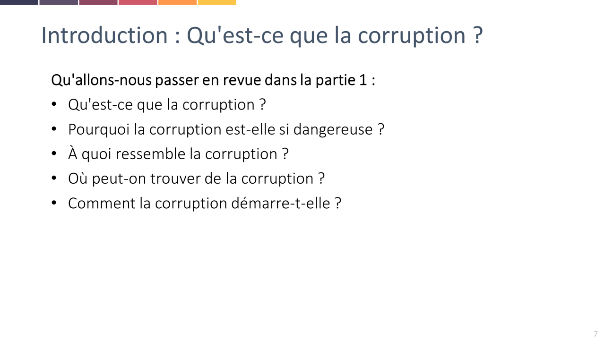 Introduction : Qu'est-ce que la corruption ?
Qu'allons-nous passer en revue dans la partie 1 :
• Qu'est-ce que la corruption ?
• Pourquoi la corruption est-elle si dangereuse ?
• À quoi ressemble la corruption ?
• Où peut-on trouver de la corruption ?
• Comment la corruption démarre-t-elle ?
7